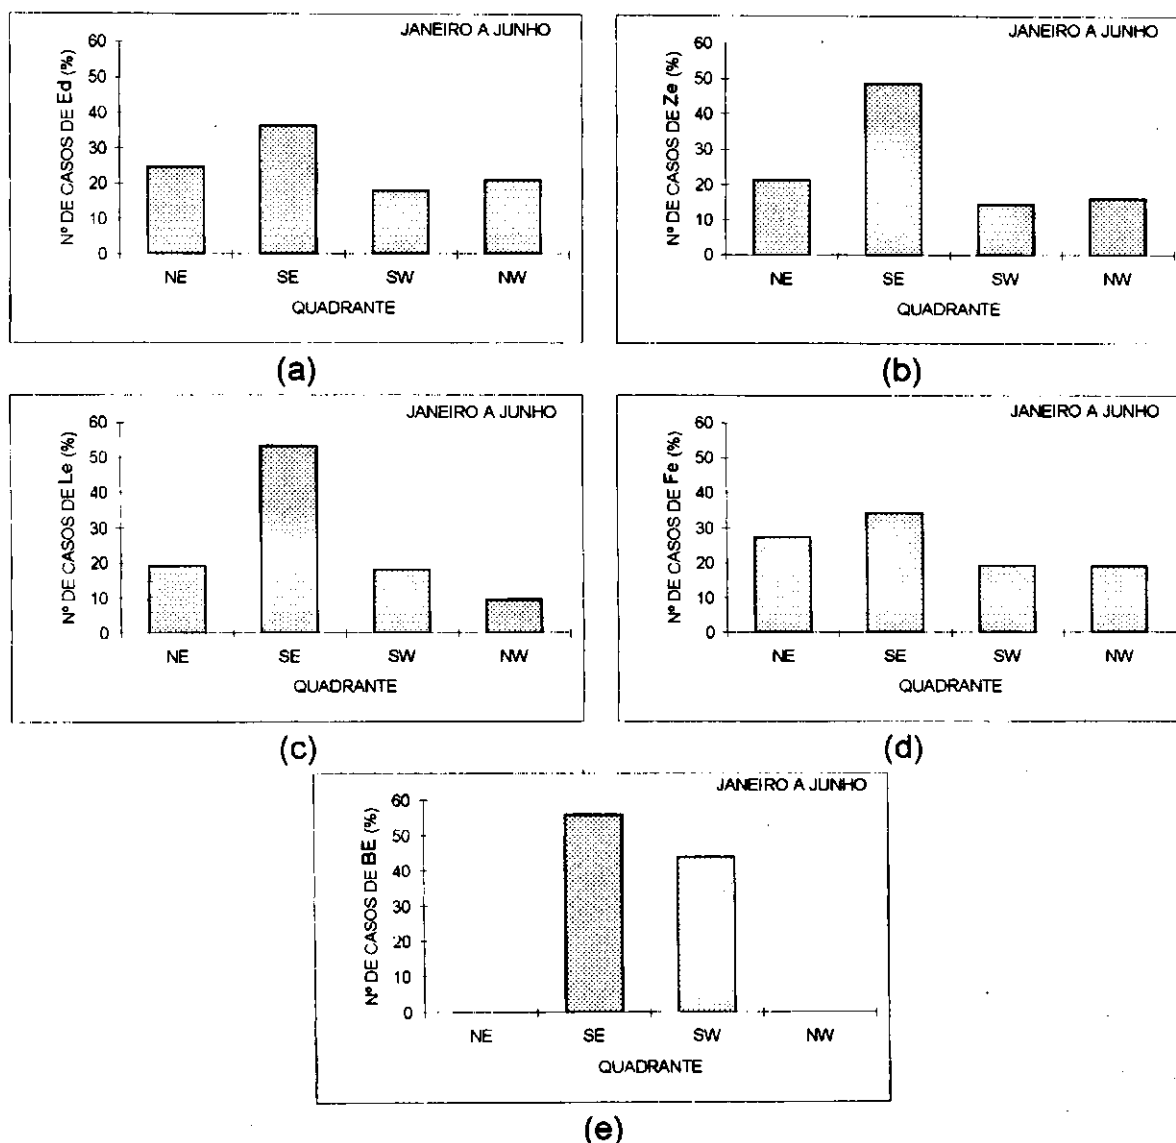 JANEIRO A JUNHO
Nº DE CASOS DE Ed (%)
60
50
40
30
20
10
0
NE SE SW NW
QUADRANTE
(a)
JANEIRO A JUNHO
Nº DE CASOS DE Ze (%)
60
50
40
30
20
10
0
NE SE SW NW
QUADRANTE
(b)
JANEIRO A JUNHO
Nº DE CASOS DE Le (%)
60
50
40
30
20
10
0
NE SE SW NW
QUADRANTE
(c)
JANEIRO A JUNHO
Nº DE CASOS DE Fe (%)
60
50
40
30
20
10
0
NE SE SW NW
QUADRANTE
(d)
JANEIRO A JUNHO
Nº DE CASOS DE BE (%)
60
50
40
30
20
10
0
NE SE SW NW
QUADRANTE
(e)